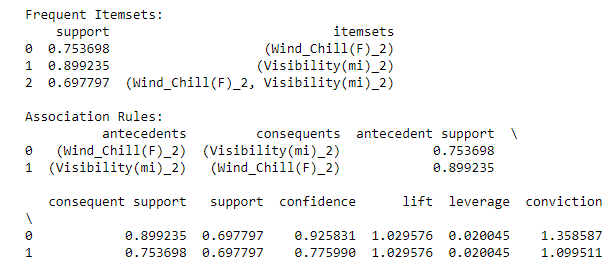 Frequent Itemsets:
    support                              itemsets
0  0.753698                     (Wind_Chill(F)_2)
1  0.899235                    (Visibility(mi)_2)
2  0.697797  (Wind_Chill(F)_2, Visibility(mi)_2)

Association Rules:
          antecedents         consequents  antecedent support  \
0   (Wind_Chill(F)_2)  (Visibility(mi)_2)            0.753698
1  (Visibility(mi)_2)   (Wind_Chill(F)_2)            0.899235

   consequent support   support  confidence      lift  leverage  conviction
\
0            0.899235  0.697797    0.925831  1.029576  0.020045    1.358587
1            0.753698  0.697797    0.775990  1.029576  0.020045    1.099511